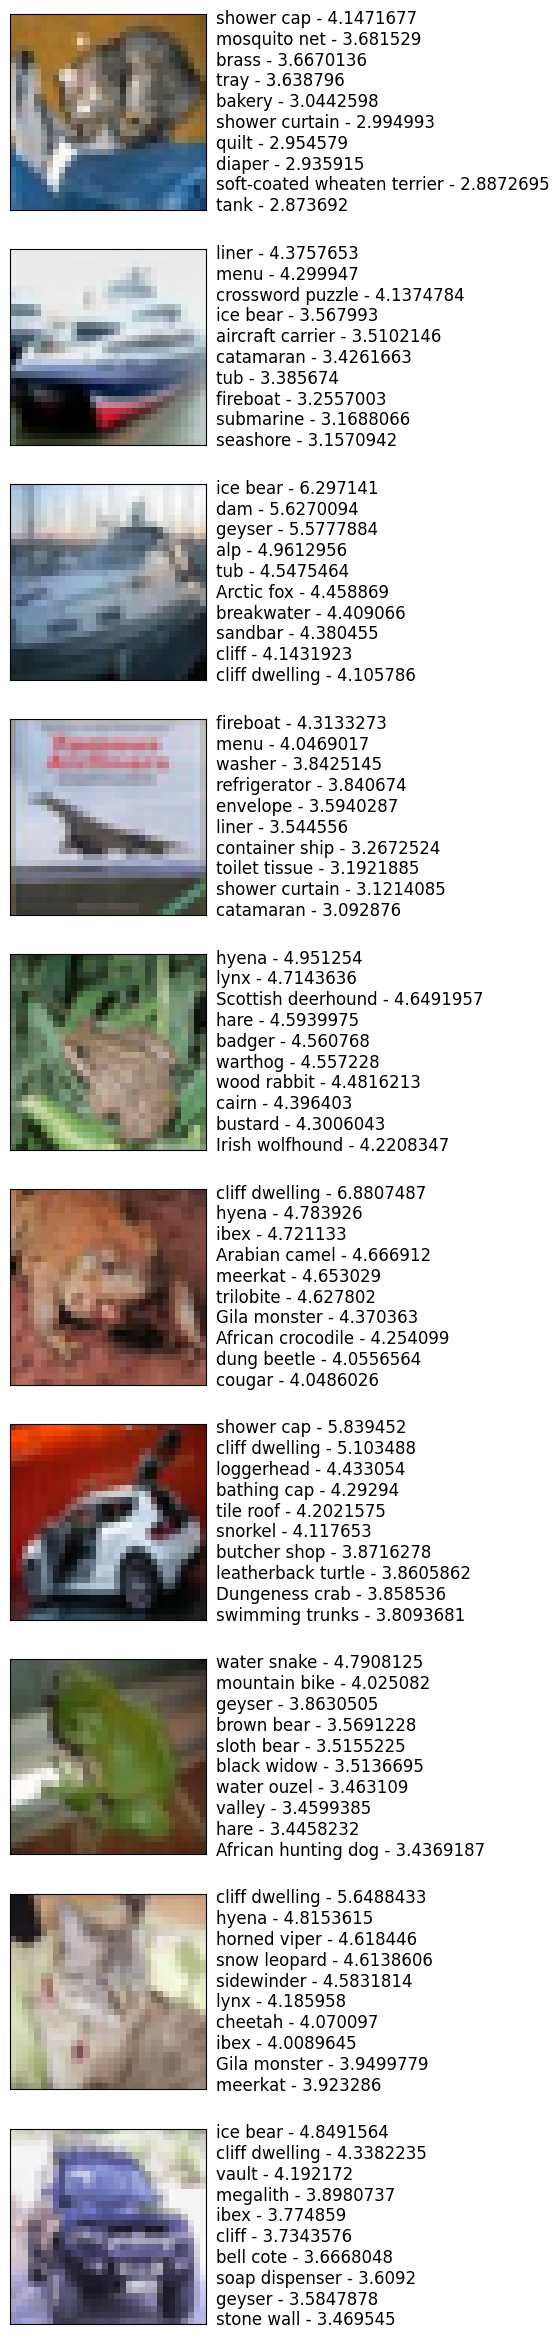 shower cap - 4.1471677
mosquito net - 3.681529
brass - 3.6670136
tray - 3.638796
bakery - 3.0442598
shower curtain - 2.994993
quilt - 2.954579
diaper - 2.935915
soft-coated wheaten terrier - 2.8872695
tank - 2.873692
liner - 4.3757653
menu - 4.299947
crossword puzzle - 4.1374784
ice bear - 3.567993
aircraft carrier - 3.5102146
catamaran - 3.4261663
tub - 3.385674
fireboat - 3.2557003
submarine - 3.1688066
seashore - 3.1570942
ice bear - 6.297141
dam - 5.6270094
geyser - 5.5777884
alp - 4.9612956
tub - 4.5475464
Arctic fox - 4.458869
breakwater - 4.409066
sandbar - 4.380455
cliff - 4.1431923
cliff dwelling - 4.105786
fireboat - 4.3133273
menu - 4.0469017
washer - 3.8425145
refrigerator - 3.840674
envelope - 3.5940287
liner - 3.544556
container ship - 3.2672524
toilet tissue - 3.1921885
shower curtain - 3.1214085
catamaran - 3.092876
hyena - 4.951254
lynx - 4.7143636
Scottish deerhound - 4.6491957
hare - 4.5939975
badger - 4.560768
warthog - 4.557228
wood rabbit - 4.4816213
cairn - 4.396403
bustard - 4.3006043
Irish wolfhound - 4.2208347
cliff dwelling - 6.8807487
hyena - 4.783926
ibex - 4.721133
Arabian camel - 4.666912
meerkat - 4.653029
trilobite - 4.627802
Gila monster - 4.370363
African crocodile - 4.254099
dung beetle - 4.0556564
cougar - 4.0486026
shower cap - 5.839452
cliff dwelling - 5.103488
loggerhead - 4.433054
bathing cap - 4.29294
tile roof - 4.2021575
snorkel - 4.117653
butcher shop - 3.8716278
leatherback turtle - 3.8605862
Dungeness crab - 3.858536
swimming trunks - 3.8093681
water snake - 4.7908125
mountain bike - 4.025082
geyser - 3.8630505
brown bear - 3.5691228
sloth bear - 3.5155225
black widow - 3.5136695
water ouzel - 3.463109
valley - 3.4599385
hare - 3.4458232
African hunting dog - 3.4369187
cliff dwelling - 5.6488433
hyena - 4.8153615
horned viper - 4.618446
snow leopard - 4.6138606
sidewinder - 4.5831814
lynx - 4.185958
cheetah - 4.070097
ibex - 4.0089645
Gila monster - 3.9499779
meerkat - 3.923286
ice bear - 4.8491564
cliff dwelling - 4.3382235
vault - 4.192172
megalith - 3.8980737
ibex - 3.774859
cliff - 3.7343576
bell cote - 3.6668048
soap dispenser - 3.6092
geyser - 3.5847878
stone wall - 3.469545